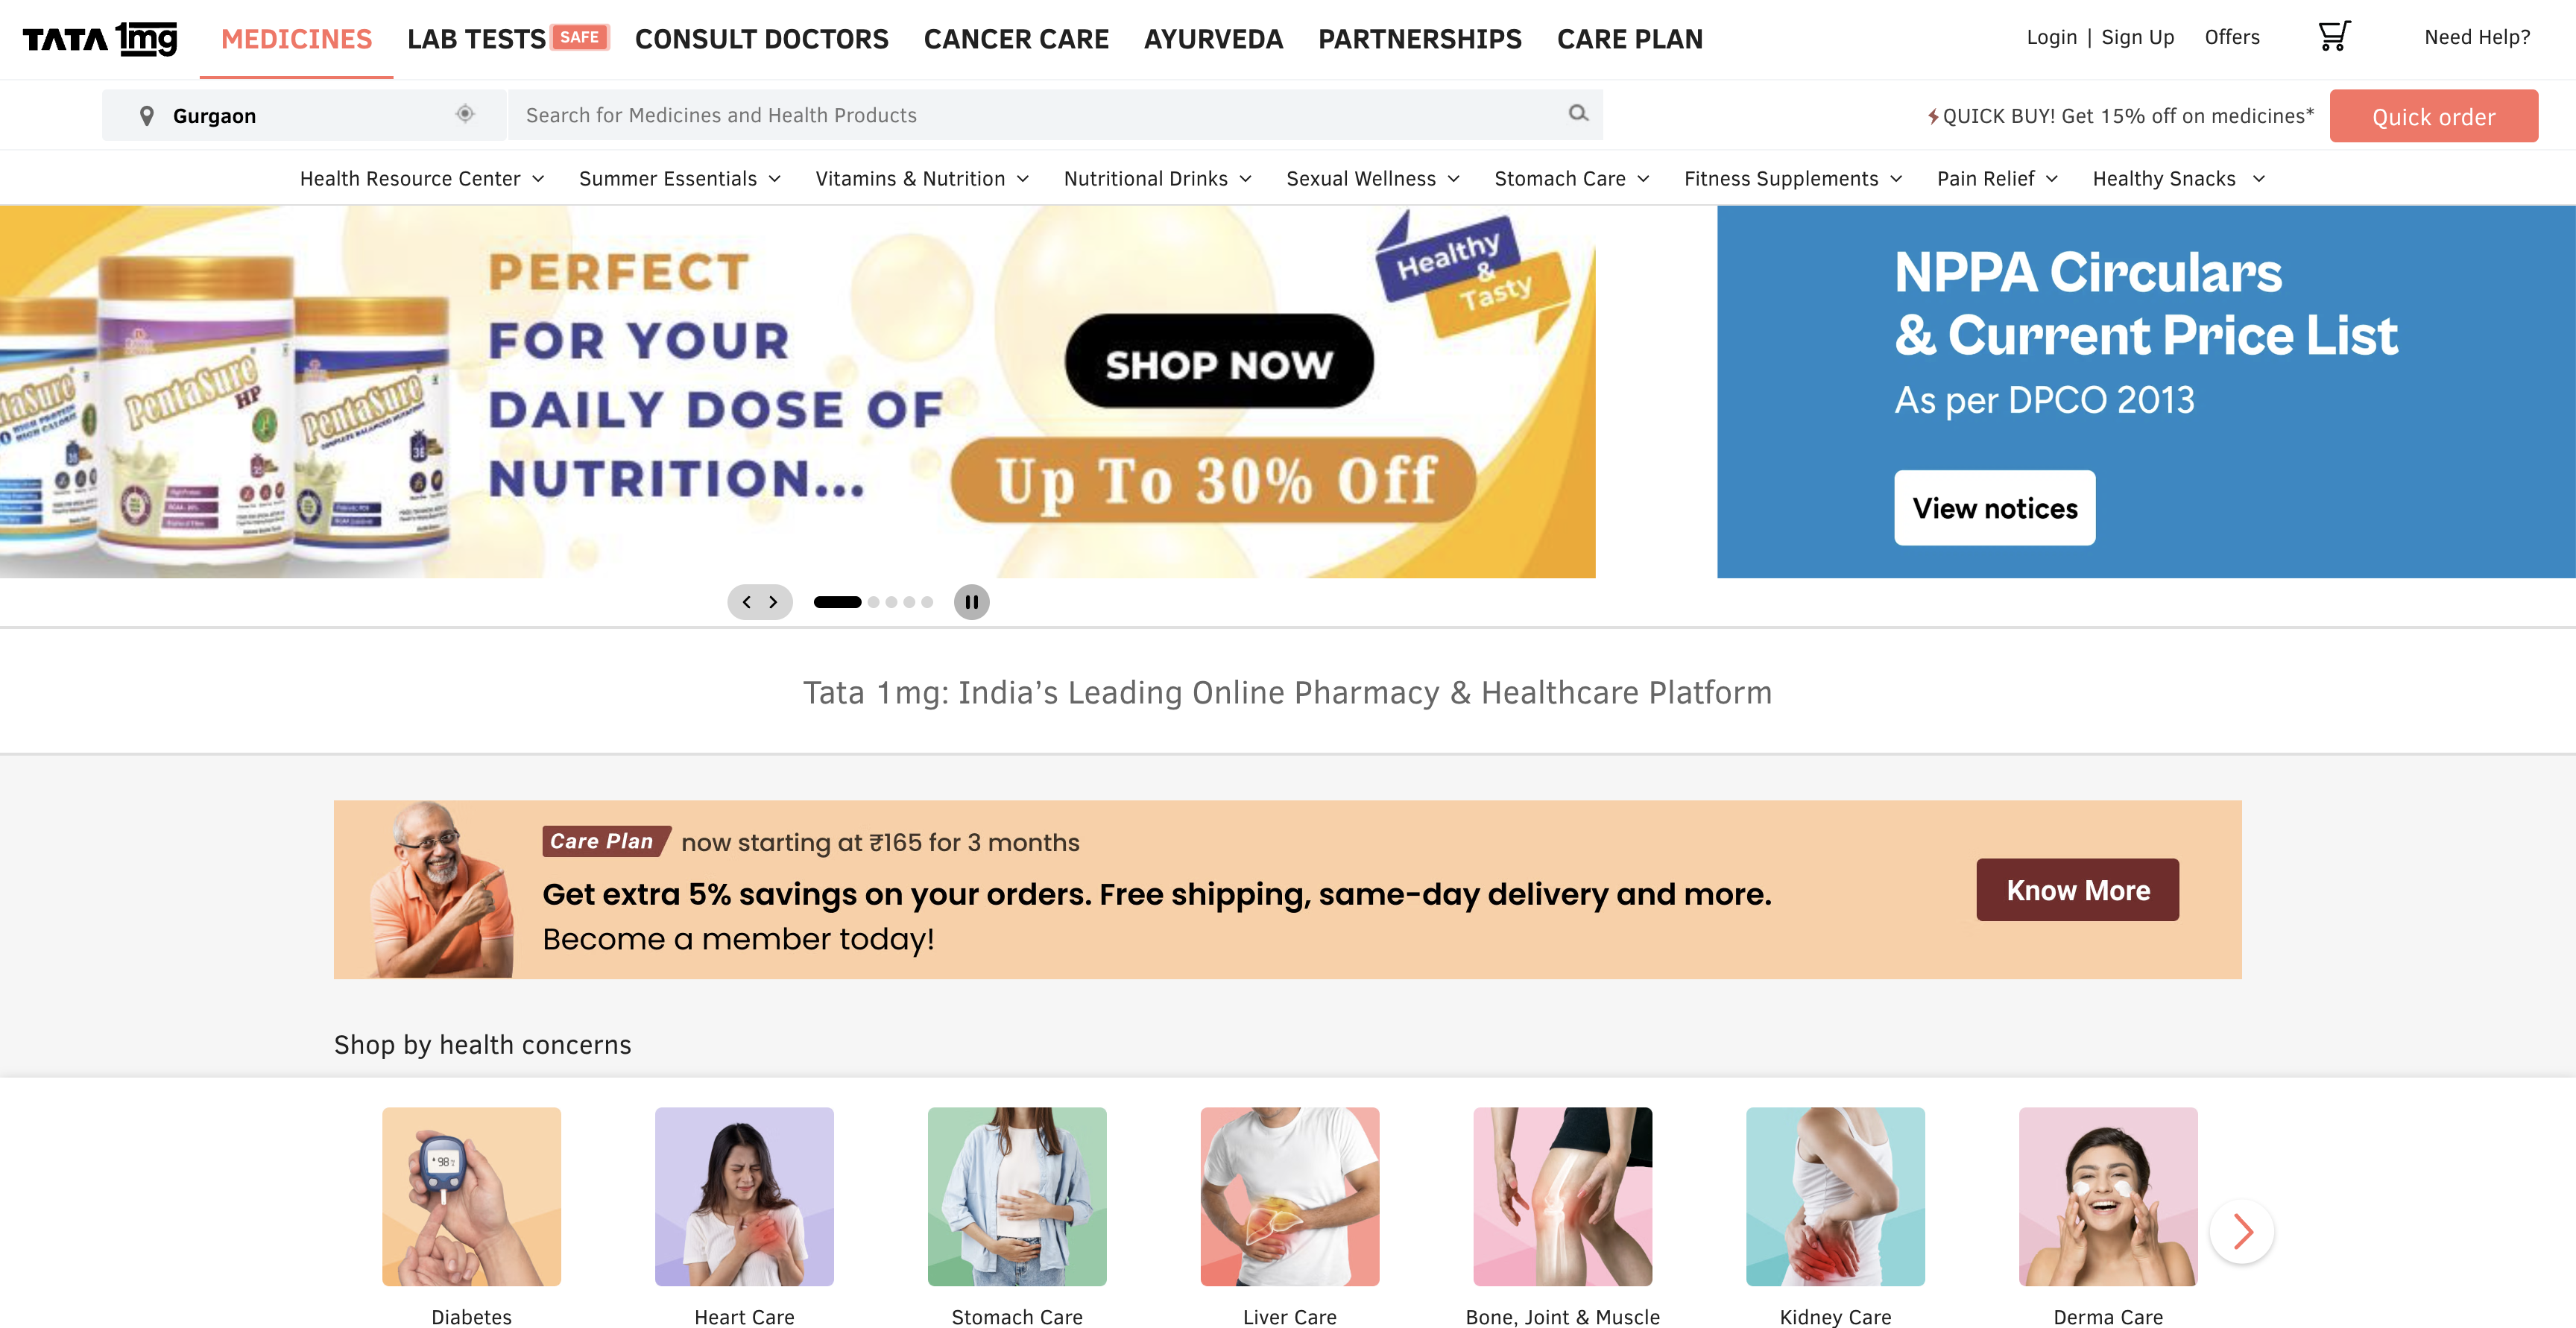 TATA 1mg
MEDICINES
LAB TESTS SAFE
CONSULT DOCTORS
CANCER CARE
AYURVEDA
PARTNERSHIPS
CARE PLAN
Login | Sign Up
Offers
Need Help?
Gurgaon
Search for Medicines and Health Products
QUICK BUY! Get 15% off on medicines*
Quick order
Health Resource Center
Summer Essentials
Vitamins & Nutrition
Nutritional Drinks
Sexual Wellness
Stomach Care
Fitness Supplements
Pain Relief
Healthy Snacks
PentaSure
HP
PentaSure
PERFECT
FOR YOUR
DAILY DOSE OF
NUTRITION...
SHOP NOW
Up To 30% Off
Healthy
&
Tasty
NPPA Circulars
& Current Price List
As per DPCO 2013
View notices
Tata 1mg: India’s Leading Online Pharmacy & Healthcare Platform
Care Plan now starting at ₹165 for 3 months
Get extra 5% savings on your orders. Free shipping, same-day delivery and more.
Become a member today!
Know More
Shop by health concerns
98
Diabetes
Heart Care
Stomach Care
Liver Care
Bone, Joint & Muscle
Kidney Care
Derma Care